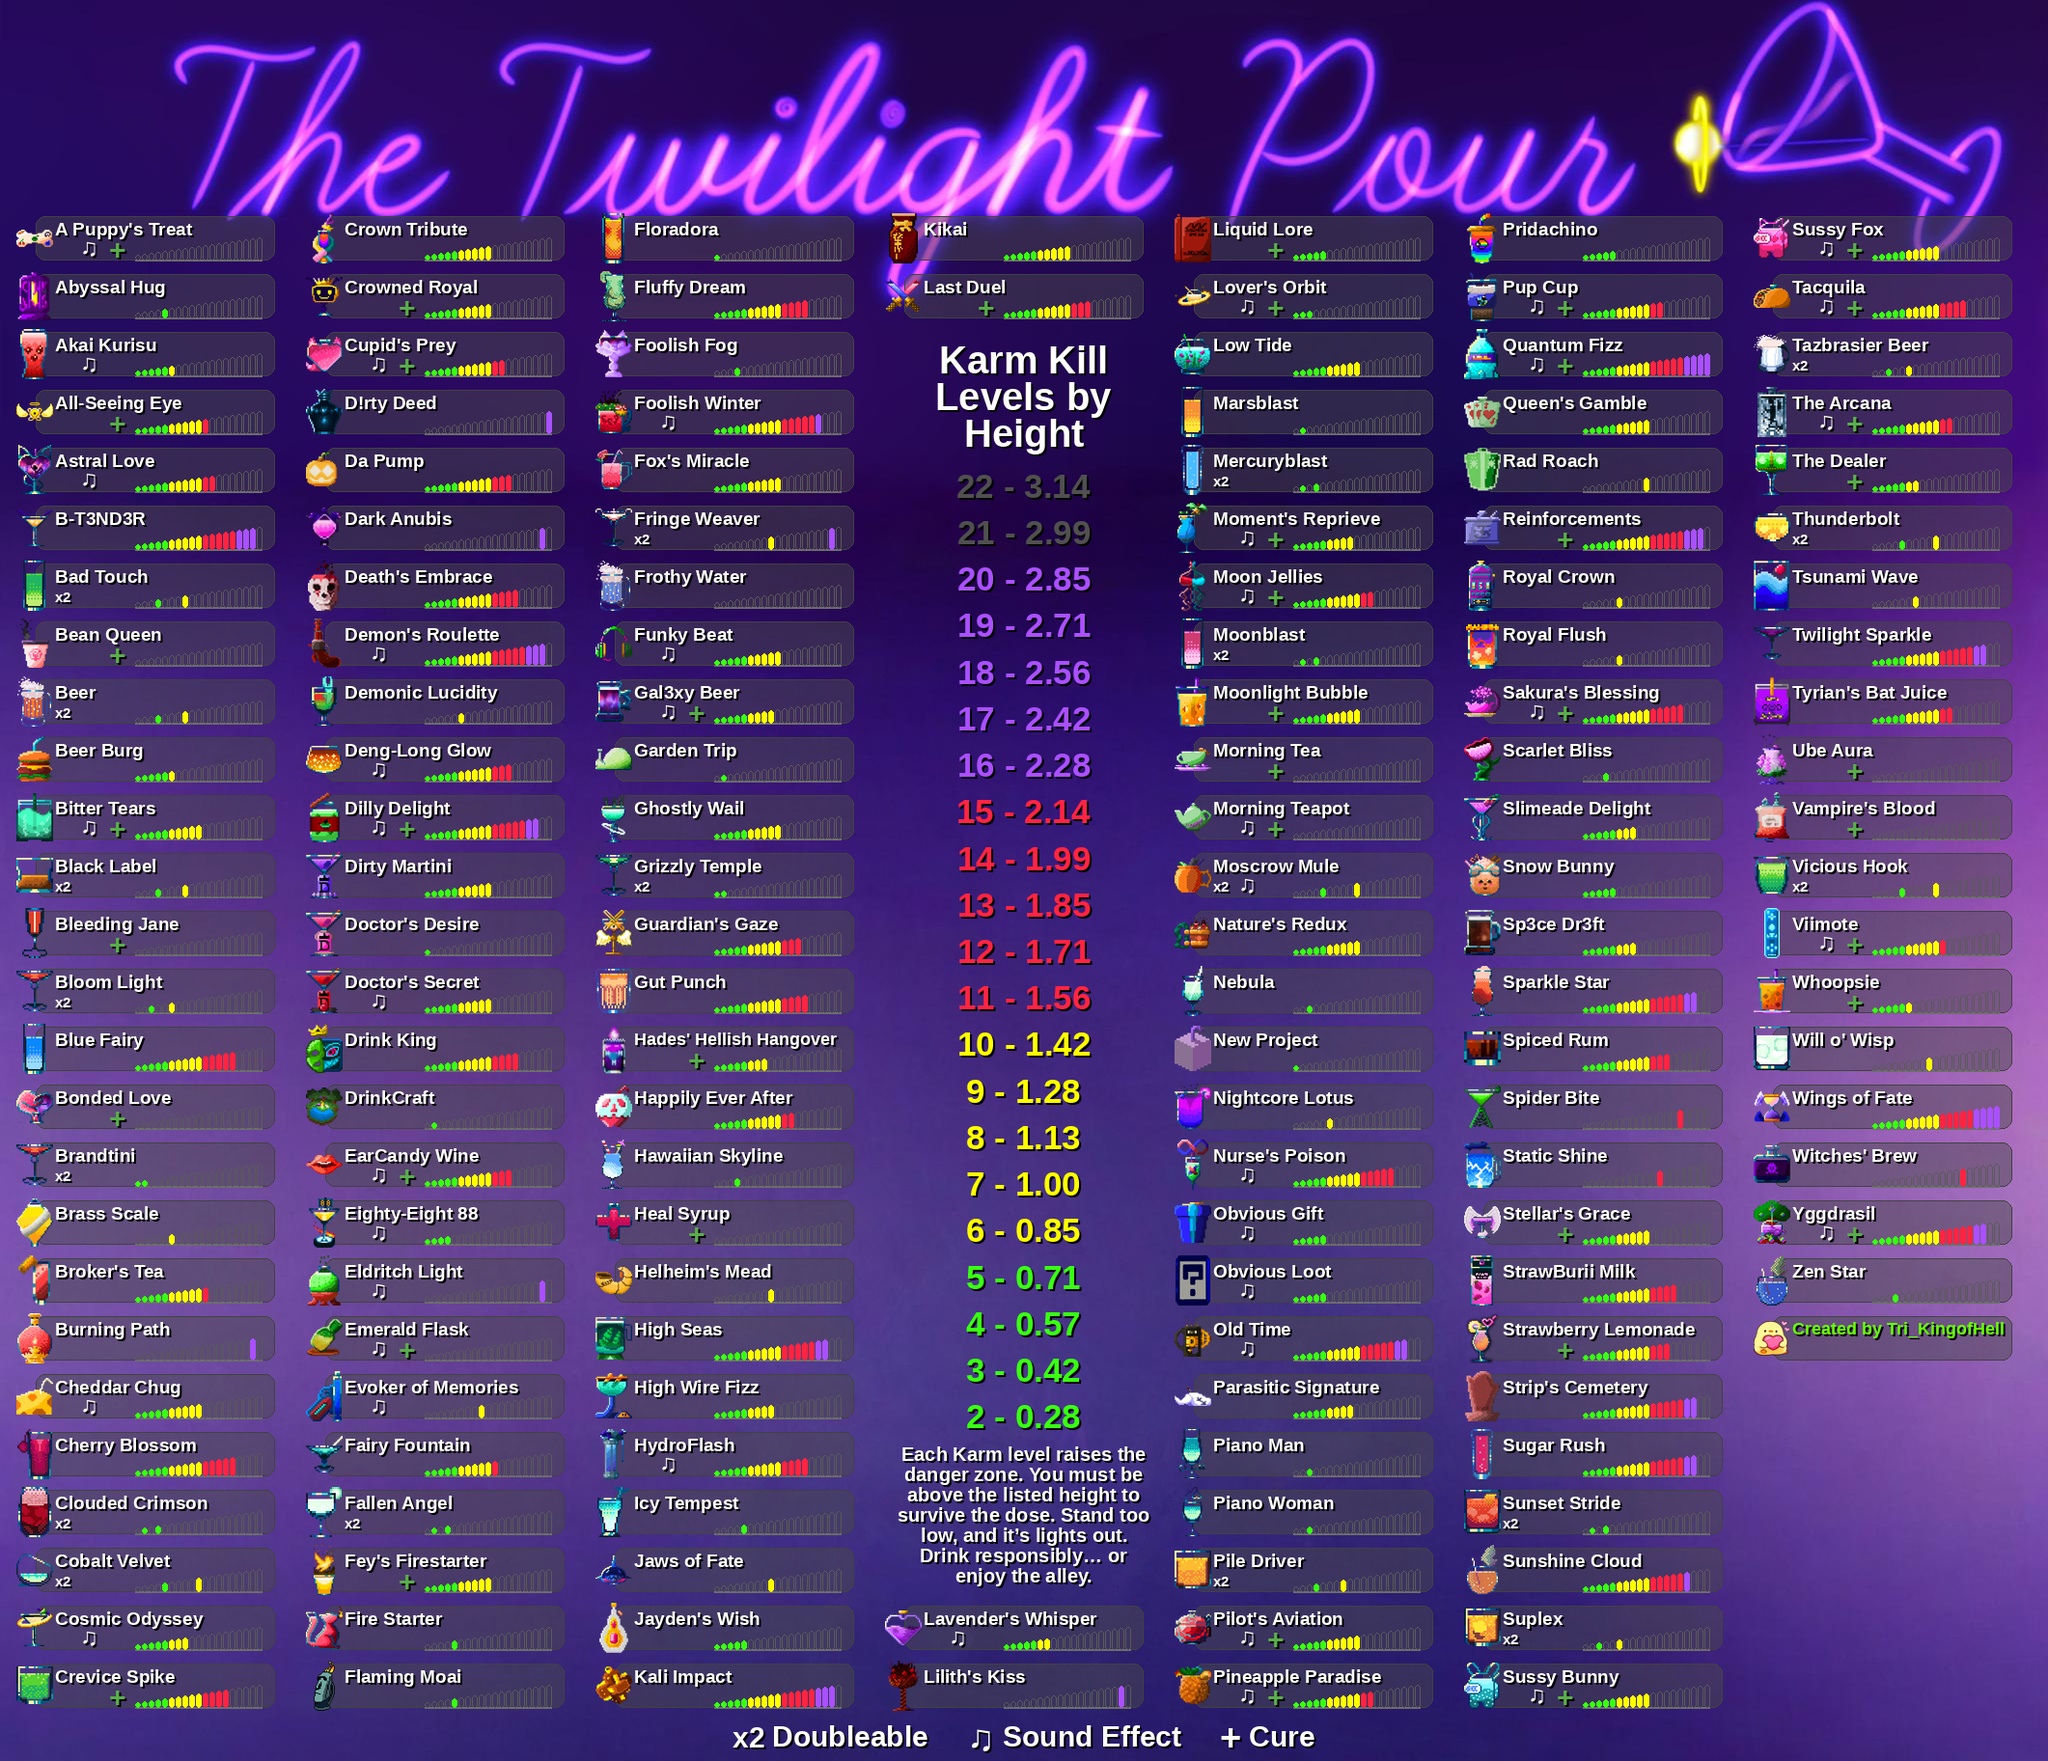 The Twilight Pour
A Puppy's Treat
♫ +
Abyssal Hug
Akai Kurisu
♫
All-Seeing Eye
+
Astral Love
♫
B-T3ND3R
Bad Touch
x2
Bean Queen
+
Beer
x2
Beer Burg
Bitter Tears
♫ +
Black Label
x2
Bleeding Jane
+
Bloom Light
x2
Blue Fairy
Bonded Love
+
Brandtini
x2
Brass Scale
Broker's Tea
Burning Path
Cheddar Chug
♫
Cherry Blossom
Clouded Crimson
x2
Cobalt Velvet
x2
Cosmic Odyssey
♫
Crevice Spike
+
Crown Tribute
Crowned Royal
+
Cupid's Prey
♫ +
D!rty Deed
Da Pump
Dark Anubis
Death's Embrace
Demon's Roulette
♫
Demonic Lucidity
Deng-Long Glow
♫
Dilly Delight
♫ +
Dirty Martini
Doctor's Desire
Doctor's Secret
♫
Drink King
DrinkCraft
EarCandy Wine
♫ +
Eighty-Eight 88
♫
Eldritch Light
♫
Emerald Flask
♫ +
Evoker of Memories
♫
Fairy Fountain
Fallen Angel
x2
Fey's Firestarter
+
Fire Starter
Flaming Moai
Floradora
Fluffy Dream
Foolish Fog
Foolish Winter
♫
Fox's Miracle
Fringe Weaver
x2
Frothy Water
Funky Beat
♫
Gal3xy Beer
♫ +
Garden Trip
Ghostly Wail
Grizzly Temple
x2
Guardian's Gaze
Gut Punch
Hades' Hellish Hangover
+
Happily Ever After
Hawaiian Skyline
Heal Syrup
+
Helheim's Mead
High Seas
High Wire Fizz
HydroFlash
♫
Icy Tempest
Jaws of Fate
Jayden's Wish
Kali Impact
Kikai
Last Duel
+
Karm Kill
Levels by
Height
22 - 3.14
21 - 2.99
20 - 2.85
19 - 2.71
18 - 2.56
17 - 2.42
16 - 2.28
15 - 2.14
14 - 1.99
13 - 1.85
12 - 1.71
11 - 1.56
10 - 1.42
9 - 1.28
8 - 1.13
7 - 1.00
6 - 0.85
5 - 0.71
4 - 0.57
3 - 0.42
2 - 0.28
Each Karm level raises the
danger zone. You must be
above the listed height to
survive the dose. Stand too
low, and it's lights out.
Drink responsibly… or
enjoy the alley.
Lavender's Whisper
♫
Lilith's Kiss
Liquid Lore
+
Lover's Orbit
♫ +
Low Tide
Marsblast
Mercuryblast
x2
Moment's Reprieve
♫ +
Moon Jellies
♫ +
Moonblast
x2
Moonlight Bubble
+
Morning Tea
+
Morning Teapot
♫ +
Moscrow Mule
x2 ♫
Nature's Redux
Nebula
New Project
Nightcore Lotus
Nurse's Poison
♫
Obvious Gift
♫
Obvious Loot
♫
Old Time
♫
Parasitic Signature
Piano Man
Piano Woman
Pile Driver
x2
Pilot's Aviation
♫ +
Pineapple Paradise
♫ +
Pridachino
Pup Cup
♫ +
Quantum Fizz
♫ +
Queen's Gamble
Rad Roach
Reinforcements
+
Royal Crown
Royal Flush
Sakura's Blessing
♫ +
Scarlet Bliss
Slimeade Delight
Snow Bunny
Sp3ce Dr3ft
Sparkle Star
Spiced Rum
Spider Bite
Static Shine
Stellar's Grace
+
StrawBurii Milk
Strawberry Lemonade
+
Strip's Cemetery
Sugar Rush
Sunset Stride
x2
Sunshine Cloud
Suplex
x2
Sussy Bunny
♫ +
Sussy Fox
♫ +
Tacquila
♫ +
Tazbrasier Beer
x2
The Arcana
♫ +
The Dealer
+
Thunderbolt
x2
Tsunami Wave
Twilight Sparkle
Tyrian's Bat Juice
Ube Aura
+
Vampire's Blood
+
Vicious Hook
x2
Viimote
♫ +
Whoopsie
+
Will o' Wisp
Wings of Fate
Witches' Brew
Yggdrasil
♫ +
Zen Star
Created by Tri_KingofHell
x2 Doubleable ♫ Sound Effect + Cure